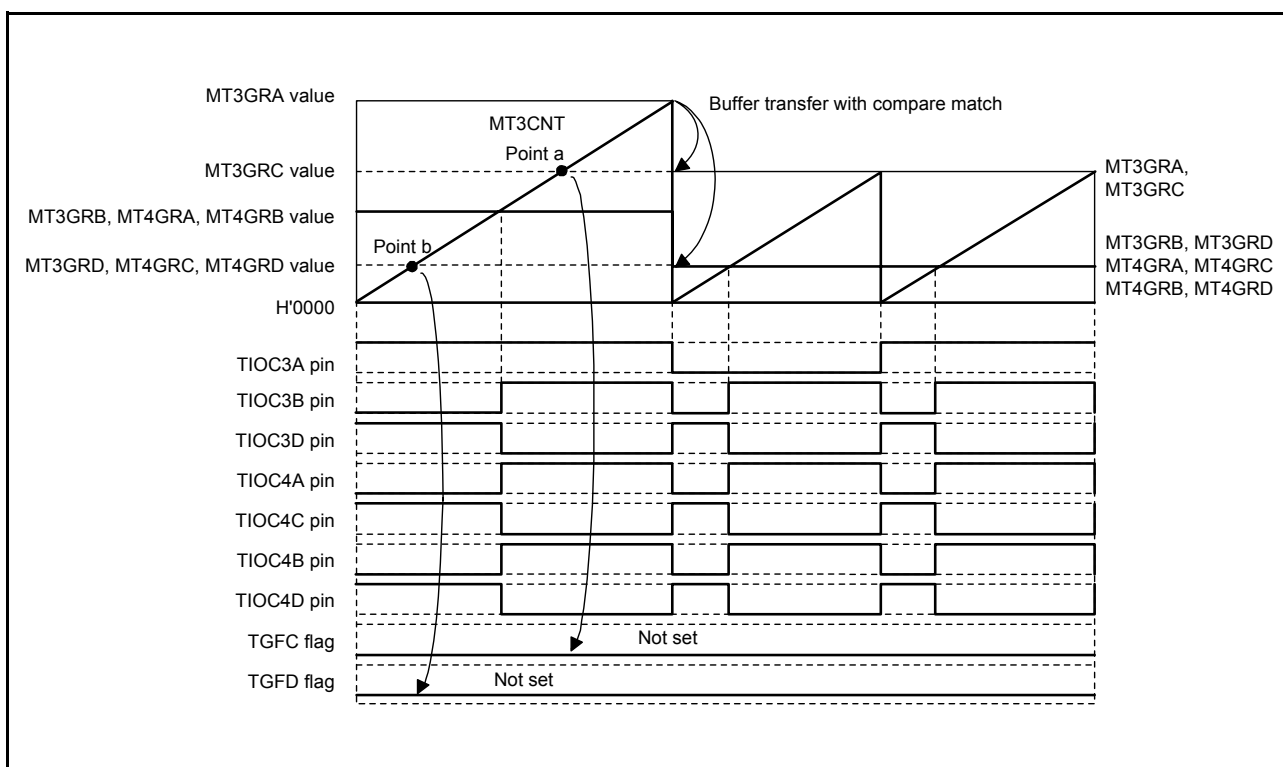 MT3GRA value
Buffer transfer with compare match
MT3CNT
Point a
MT3GRC value
MT3GRA,
MT3GRC
MT3GRB, MT4GRA, MT4GRB value
Point b
MT3GRD, MT4GRC, MT4GRD value
MT3GRB, MT3GRD
MT4GRA, MT4GRC
MT4GRB, MT4GRD
H'0000
TIOC3A pin
TIOC3B pin
TIOC3D pin
TIOC4A pin
TIOC4C pin
TIOC4B pin
TIOC4D pin
TGFC flag
Not set
TGFD flag
Not set